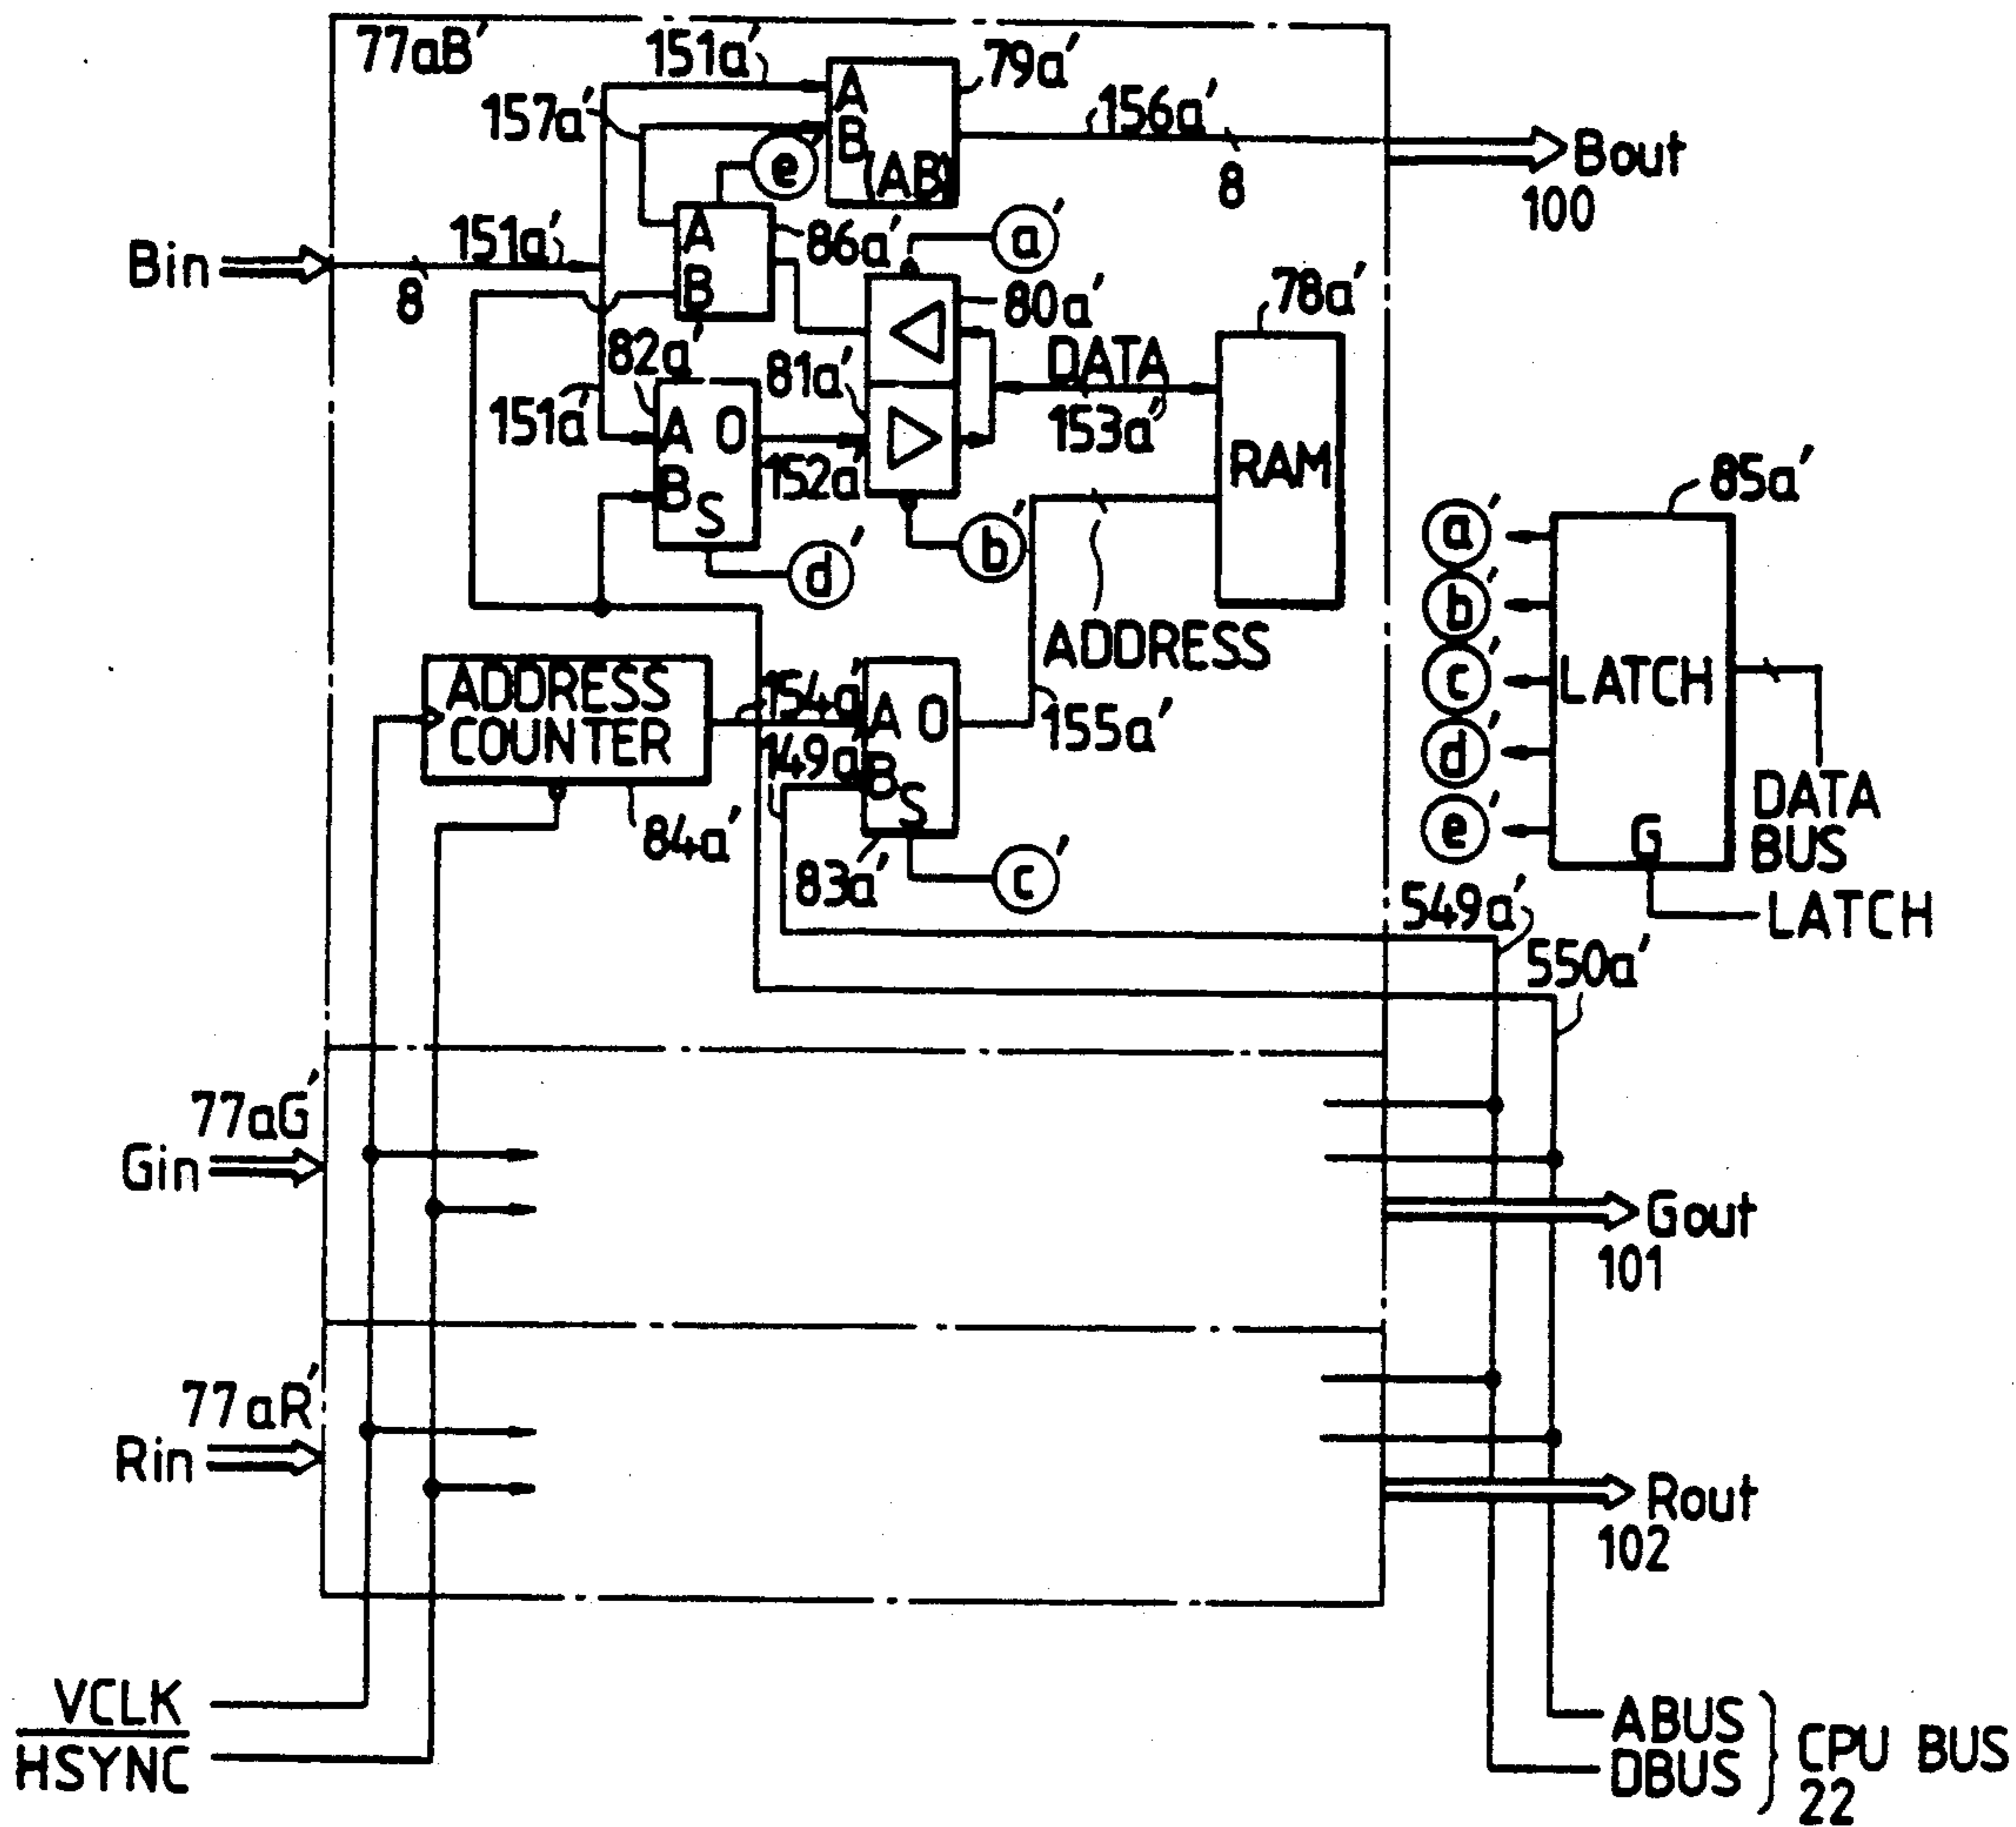 77aB'
151a'
79a'
157a'
A
B
(AB)
156a'
8
Bout
100
e
Bin
151a'
8
A
B
86a'
a'
80a'
78a'
82a'
81a'
DATA
153a'
151a'
A O
B
S
152a'
RAM
85a'
b'
d'
a'
b'
c'
d'
e'
LATCH
G
DATA
BUS
LATCH
ADDRESS
ADDRESS
COUNTER
154a'
149a'
A O
B
S
155a'
84a'
83a'
c'
549a'
550a'
77aG'
Gin
Gout
101
77aR'
Rin
Rout
102
VCLK
HSYNC
ABUS
DBUS
CPU BUS
22